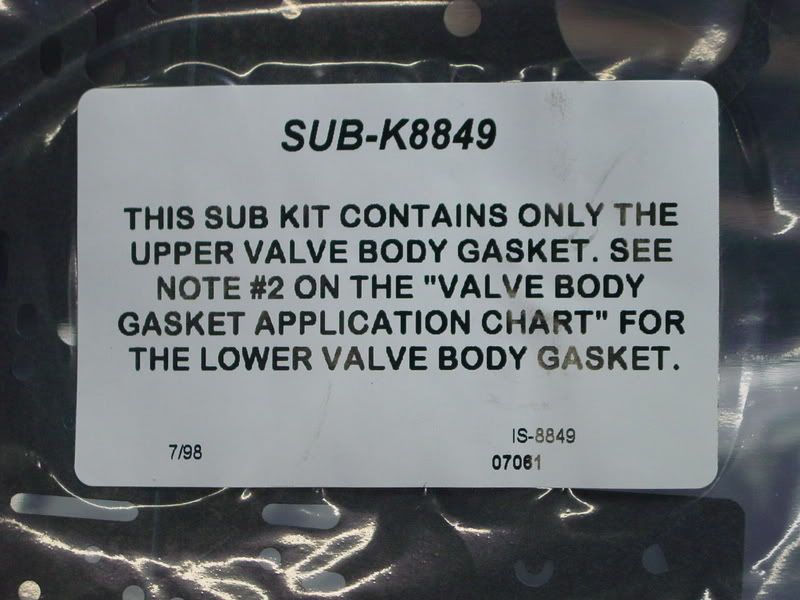 SUB-K8849
THIS SUB KIT CONTAINS ONLY THE
UPPER VALVE BODY GASKET. SEE
NOTE #2 ON THE "VALVE BODY
GASKET APPLICATION CHART" FOR
THE LOWER VALVE BODY GASKET.
7/98
IS-8849
07061